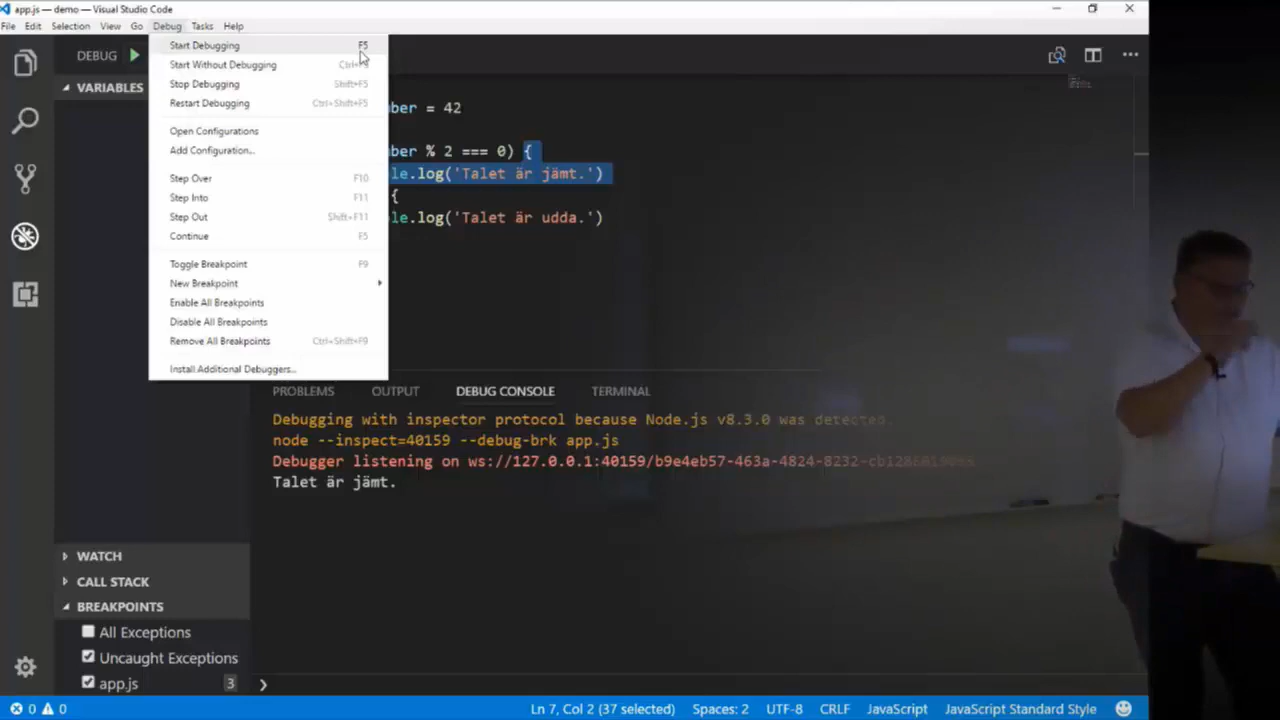 app.js — demo — Visual Studio Code
File Edit Selection View Go Debug Tasks Help
DEBUG
VARIABLES
Start Debugging F5
Start Without Debugging Ctrl+F5
Stop Debugging Shift+F5
Restart Debugging Ctrl+Shift+F5
Open Configurations
Add Configuration...
Step Over F10
Step Into F11
Step Out Shift+F11
Continue F5
Toggle Breakpoint F9
New Breakpoint
Enable All Breakpoints
Disable All Breakpoints
Remove All Breakpoints Ctrl+Shift+F9
Install Additional Debuggers...
mber = 42
mber % 2 === 0) {
le.log('Talet är jämt.')
{
le.log('Talet är udda.')
PROBLEMS OUTPUT DEBUG CONSOLE TERMINAL
Debugging with inspector protocol because Node.js v8.3.0 was detected.
node --inspect=40159 --debug-brk app.js
Debugger listening on ws://127.0.0.1:40159/b9e4eb57-463a-4824-8232-
Talet är jämt.
WATCH
CALL STACK
BREAKPOINTS
All Exceptions
Uncaught Exceptions
app.js 3
0 0 Ln 7, Col 2 (37 selected) Spaces: 2 UTF-8 CRLF JavaScript JavaScript Standard Style